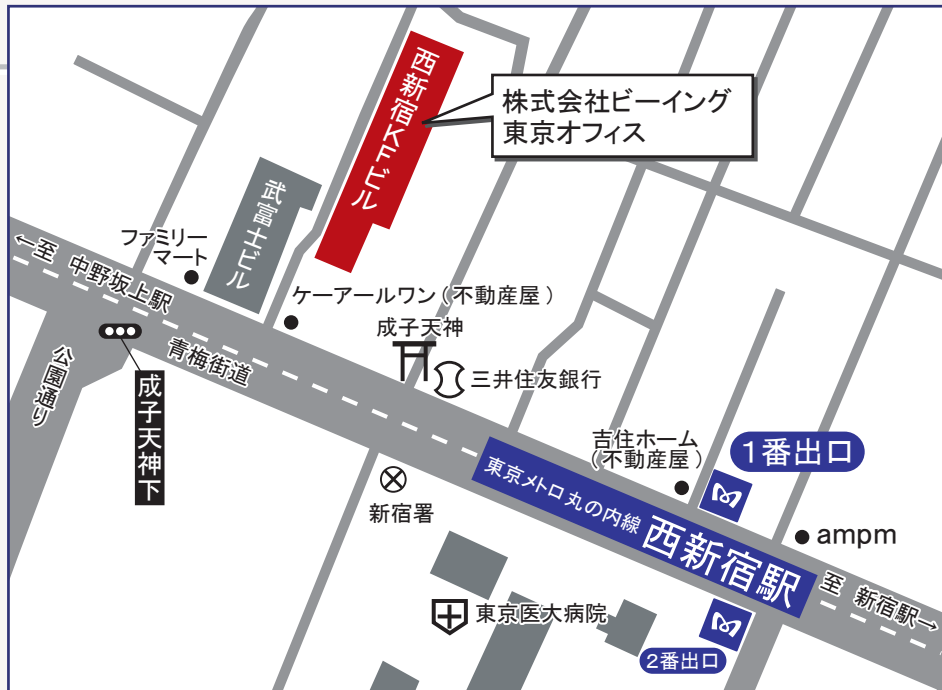 西新宿KFビル
株式会社ビーイング
東京オフィス
武富士ビル
ファミリー
マート
←至 中野坂上駅
ケーアールワン(不動産屋)
成子天神
三井住友銀行
青梅街道
公園通り
成子天神下
吉住ホーム
(不動産屋)
1番出口
新宿署
東京メトロ丸の内線 西新宿駅
ampm
至 新宿駅→
東京医大病院
2番出口